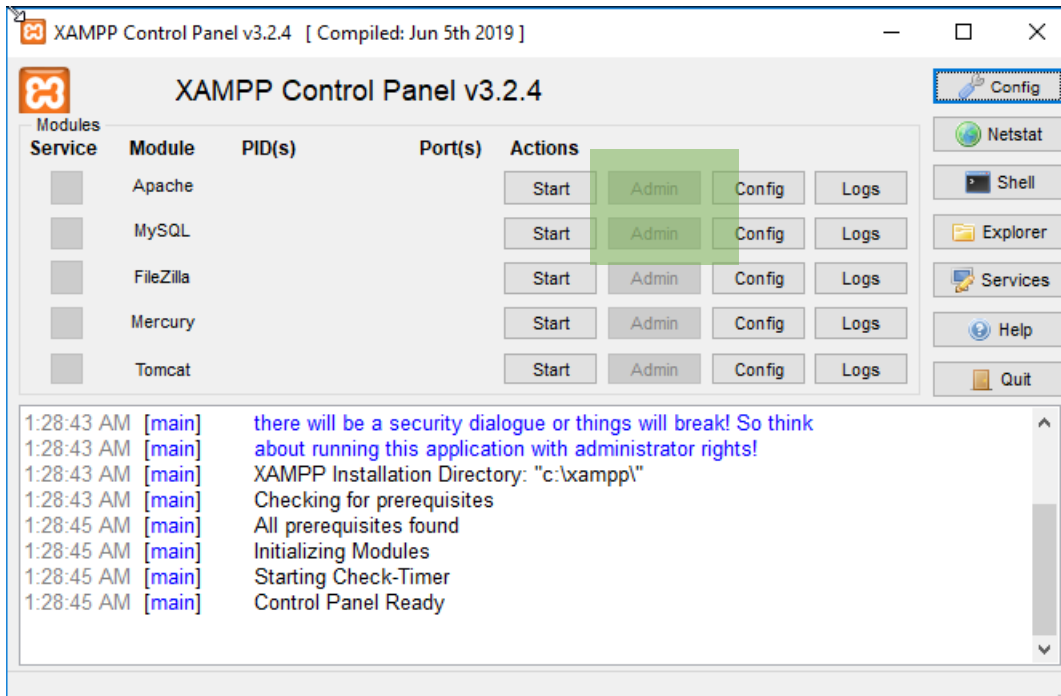 XAMPP Control Panel v3.2.4 [ Compiled: Jun 5th 2019 ]
XAMPP Control Panel v3.2.4
Config
Modules
Netstat
Service Module PID(s) Port(s) Actions
Apache Start Admin Config Logs
Shell
MySQL Start Admin Config Logs
Explorer
FileZilla Start Admin Config Logs
Services
Mercury Start Admin Config Logs
Help
Tomcat Start Admin Config Logs
Quit
1:28:43 AM [main] there will be a security dialogue or things will break! So think
1:28:43 AM [main] about running this application with administrator rights!
1:28:43 AM [main] XAMPP Installation Directory: "c:\xampp\"
1:28:43 AM [main] Checking for prerequisites
1:28:45 AM [main] All prerequisites found
1:28:45 AM [main] Initializing Modules
1:28:45 AM [main] Starting Check-Timer
1:28:45 AM [main] Control Panel Ready